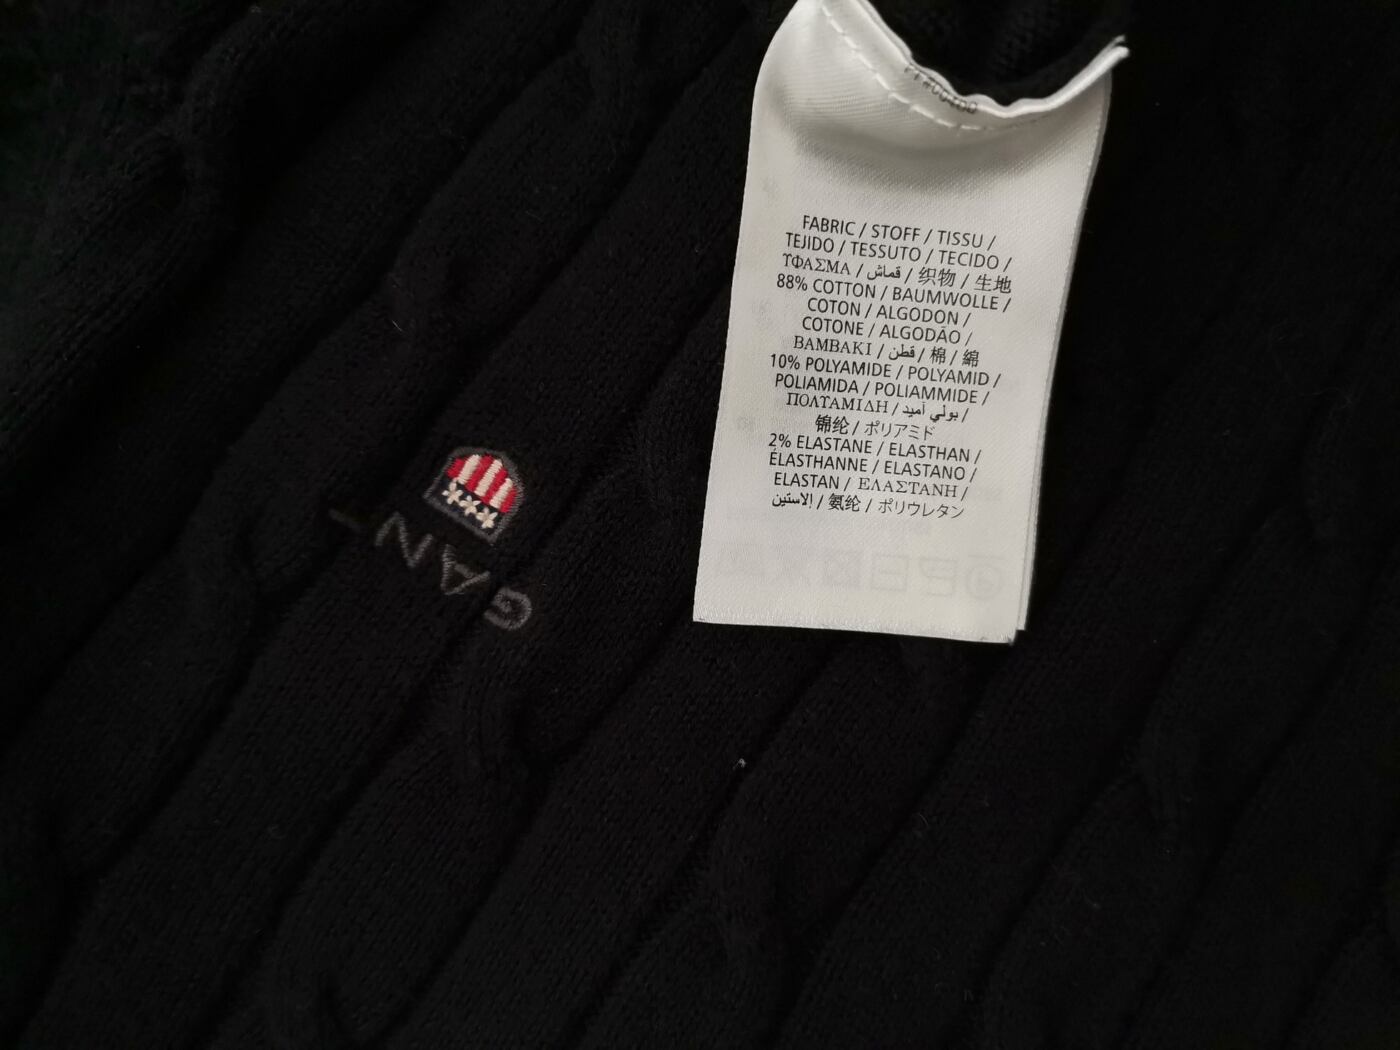 FABRIC / STOFF / TISSU /
TEJIDO / TESSUTO / TECIDO /
ΥΦΑΣΜΑ / قماش / 织物 / 生地
88% COTTON / BAUMWOLLE /
COTON / ALGODON /
COTONE / ALGODÃO /
BAMBAKI / قطن / 棉 / 綿
10% POLYAMIDE / POLYAMID /
POLIAMIDA / POLIAMMIDE /
ΠΟΛΥΑΜΙΔΗ / بولي أميد /
锦纶 / ポリアミド
2% ELASTANE / ELASTHAN /
ÉLASTHANNE / ELASTANO /
ELASTAN / ΕΛΑΣΤΑΝΗ /
الاستين / 氨纶 / ポリウレタン
GANT